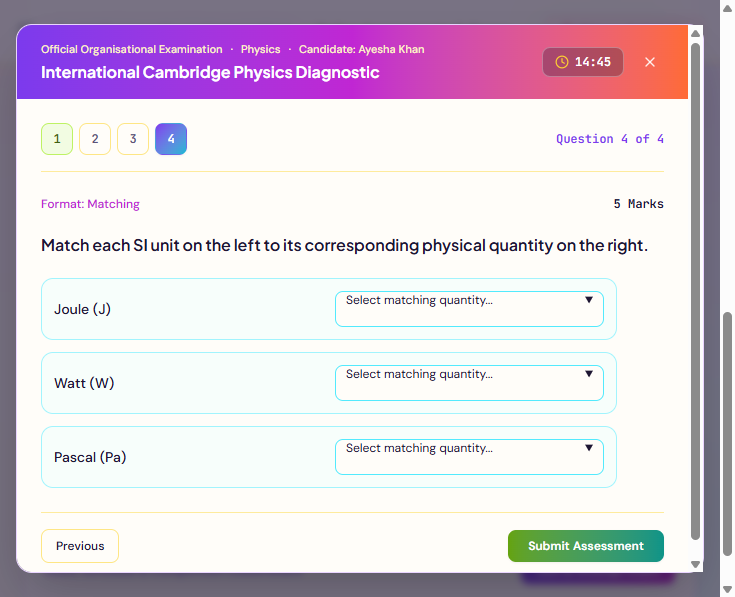 Official Organisational Examination · Physics · Candidate: Ayesha Khan
International Cambridge Physics Diagnostic
14:45
1 2 3 4
Question 4 of 4
Format: Matching
5 Marks
Match each SI unit on the left to its corresponding physical quantity on the right.
Joule (J)
Select matching quantity...
Watt (W)
Select matching quantity...
Pascal (Pa)
Select matching quantity...
Previous
Submit Assessment